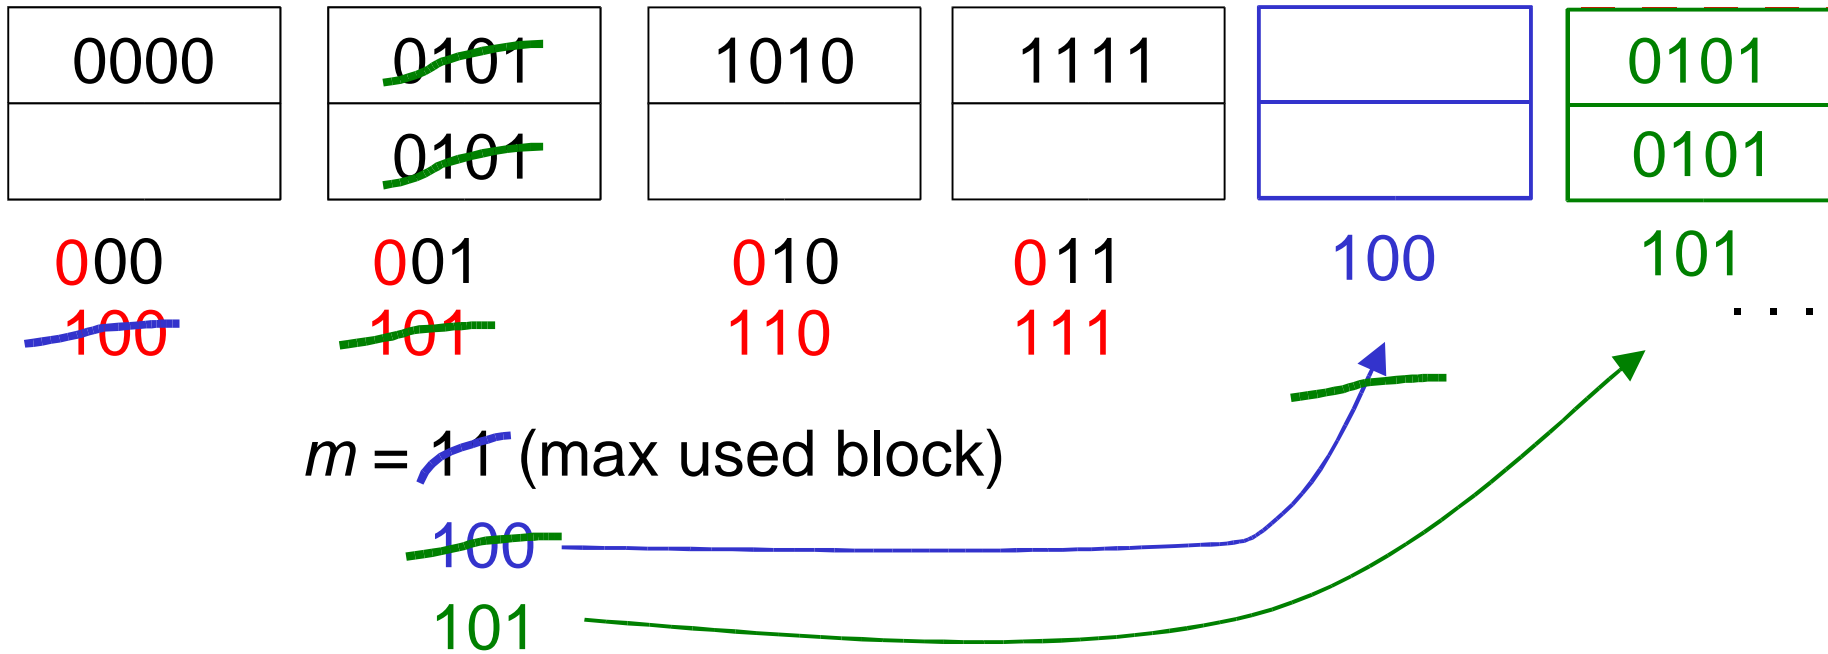 0000 0101 1010 1111 0101
0101 0101
000 001 010 011 100 101
100 101 110 111 . . .
m = 11 (max used block)
100
101